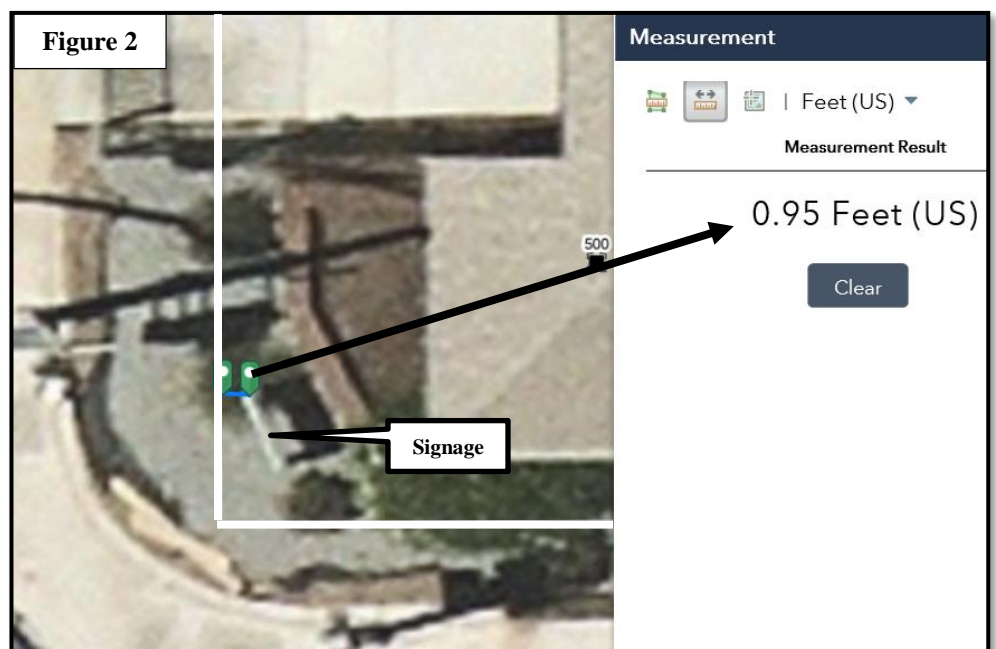 Figure 2
Measurement
| Feet (US)
Measurement Result
0.95 Feet (US)
500
Clear
Signage